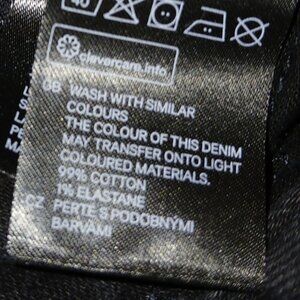 40
clevercare.info
GB WASH WITH SIMILAR
COLOURS
THE COLOUR OF THIS DENIM
MAY TRANSFER ONTO LIGHT
COLOURED MATERIALS.
99% COTTON
1% ELASTANE
CZ PERTE S PODOBNÝMI
BARVAMI